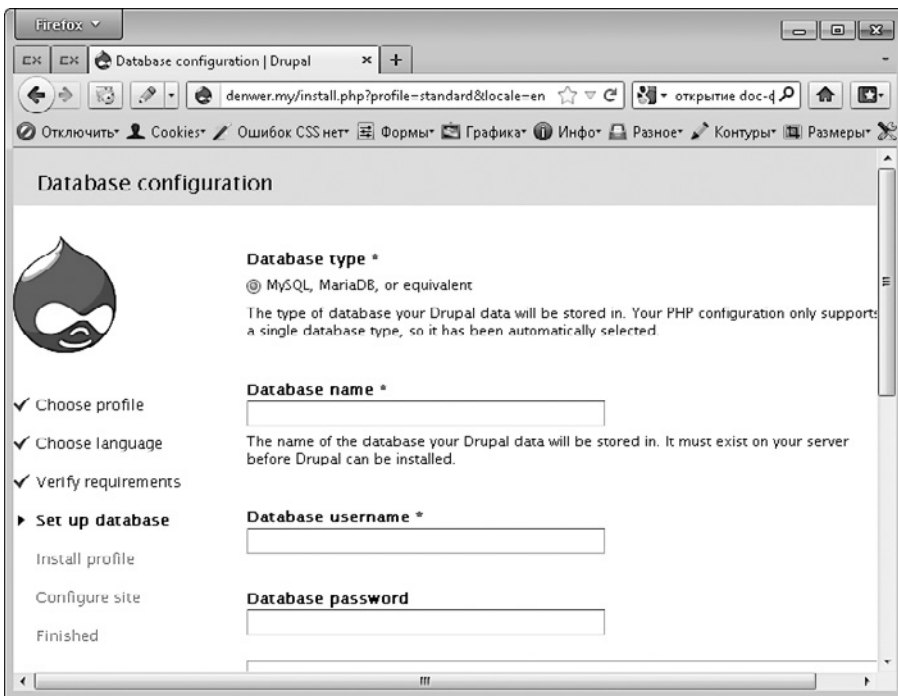 Firefox
Database configuration | Drupal
denwer.my/install.php?profile=standard&locale=en
открытие doc-ф
Отключить Cookies Ошибок CSS нет Формы Графика Инфо Разное Контуры Размеры
Database configuration
Database type *
MySQL, MariaDB, or equivalent
The type of database your Drupal data will be stored in. Your PHP configuration only supports
a single database type, so it has been automatically selected.
Database name *
The name of the database your Drupal data will be stored in. It must exist on your server
before Drupal can be installed.
Database username *
Database password
Choose profile
Choose language
Verify requirements
Set up database
Install profile
Configure site
Finished